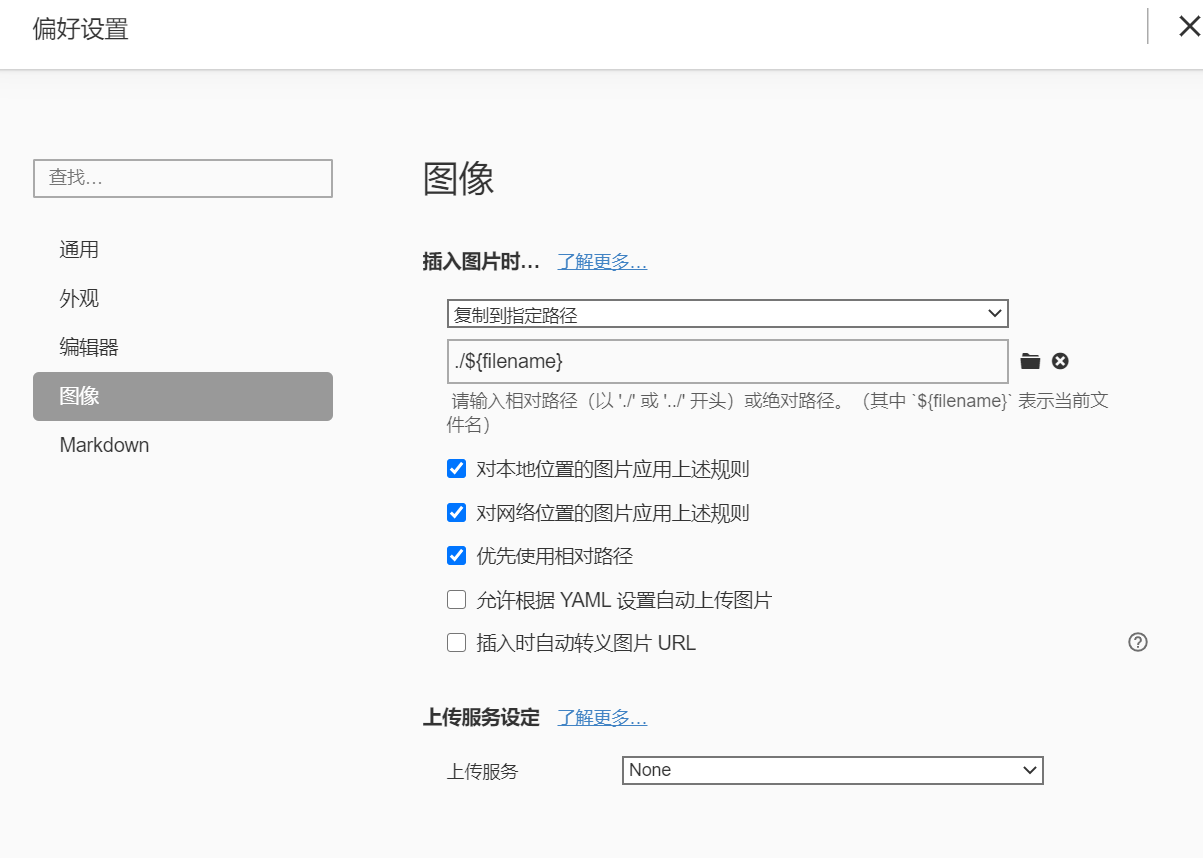 偏好设置
查找…
通用
外观
编辑器
图像
Markdown
图像
插入图片时… 了解更多…
复制到指定路径
./${filename}
请输入相对路径（以 './' 或 '../' 开头）或绝对路径。（其中 `${filename}` 表示当前文
件名）
对本地位置的图片应用上述规则
对网络位置的图片应用上述规则
优先使用相对路径
允许根据 YAML 设置自动上传图片
插入时自动转义图片 URL
上传服务设定 了解更多…
上传服务 None